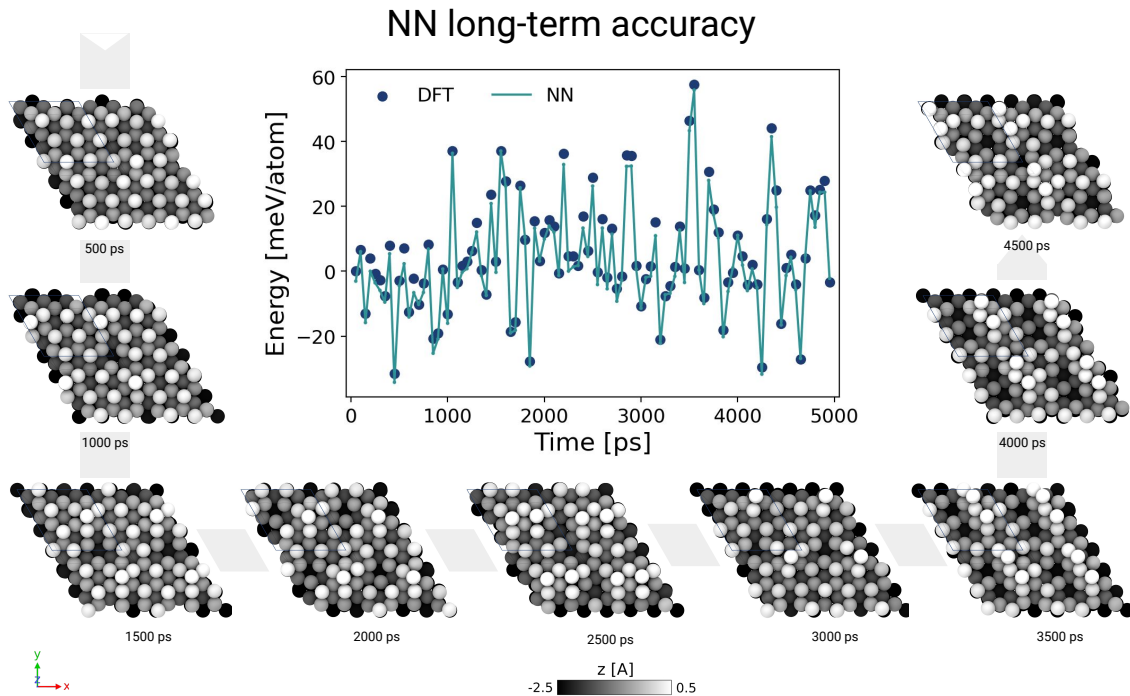 NN long-term accuracy
DFT
NN
Energy [meV/atom]
60
40
20
0
−20
0
1000
2000
3000
4000
5000
Time [ps]
500 ps
1000 ps
1500 ps
2000 ps
2500 ps
3000 ps
3500 ps
4000 ps
4500 ps
y
z
x
z [A]
-2.5
0.5